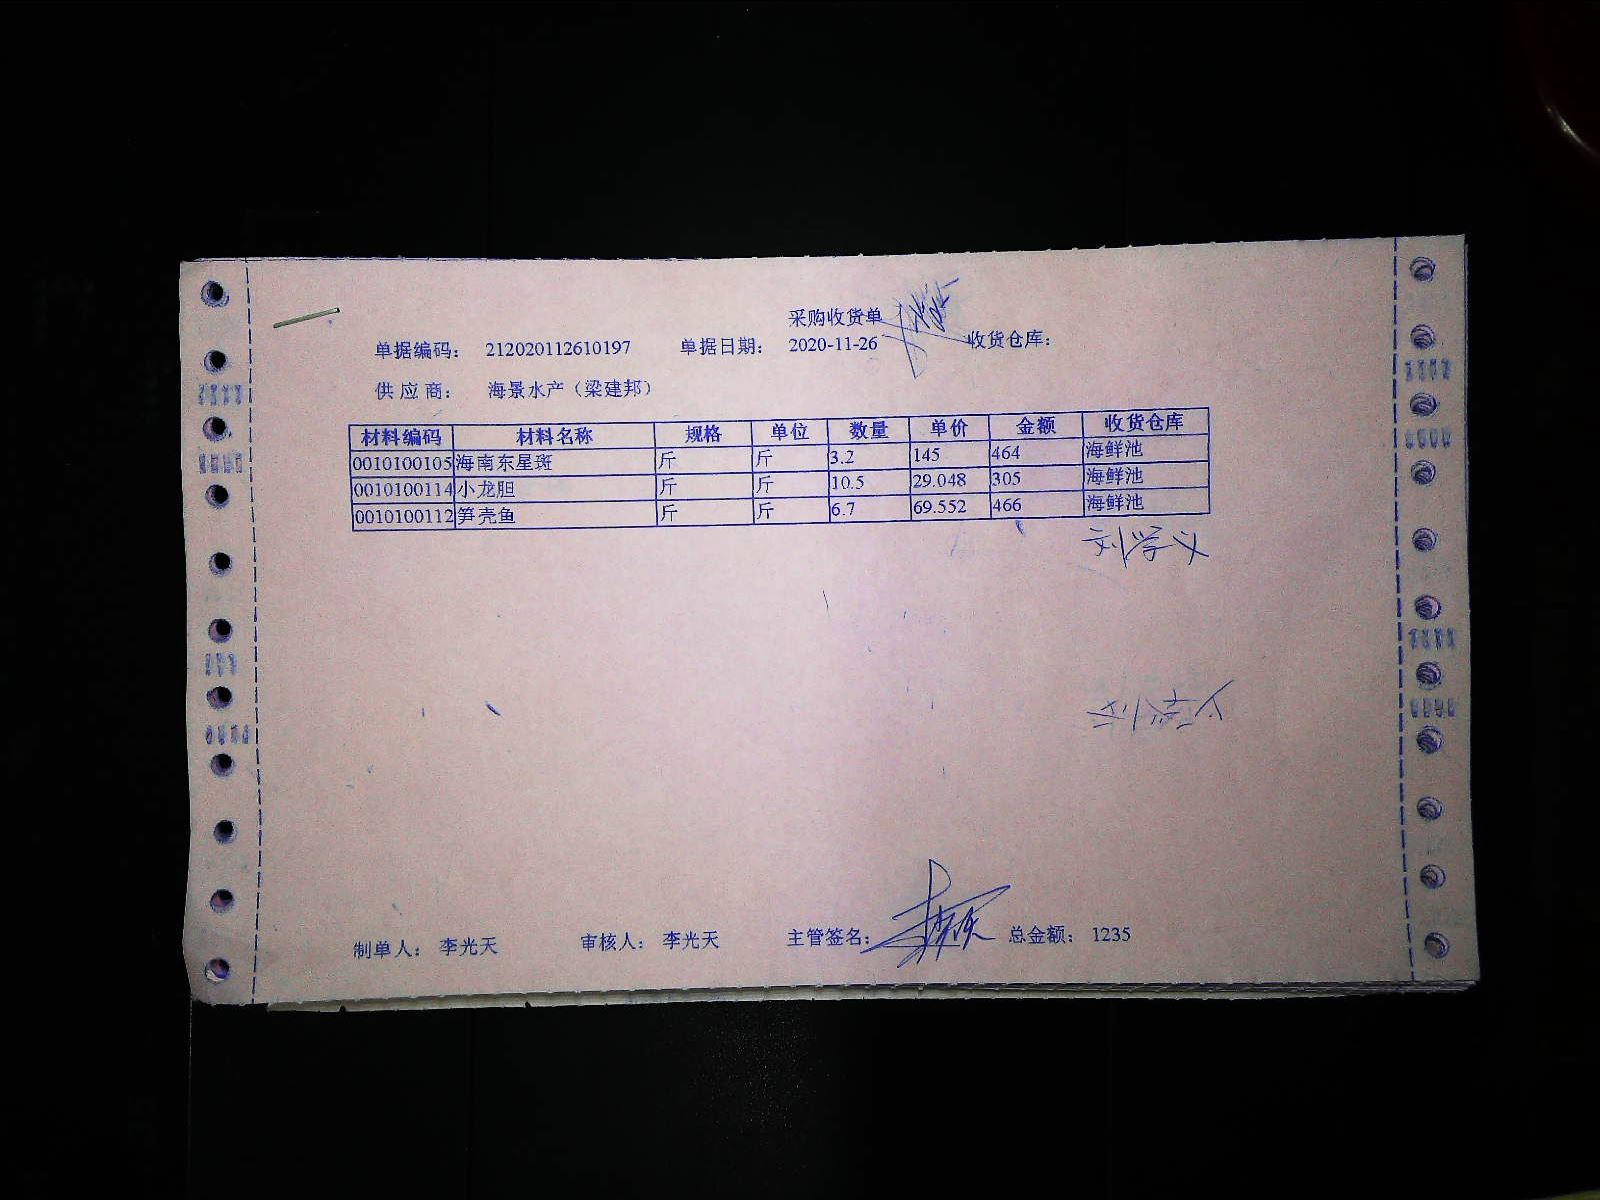 采购收货单
单据编码： 212020112610197 单据日期： 2020-11-26 收货仓库：
供 应 商： 海景水产（梁建邦）
材料编码 材料名称 规格 单位 数量 单价 金额 收货仓库
0010100105 海南东星斑 斤 斤 3.2 145 464 海鲜池
0010100114 小龙胆 斤 斤 10.5 29.048 305 海鲜池
0010100112 笋壳鱼 斤 斤 6.7 69.552 466 海鲜池
刘学义
制单人： 李光天 审核人： 李光天 主管签名： 总金额： 1235